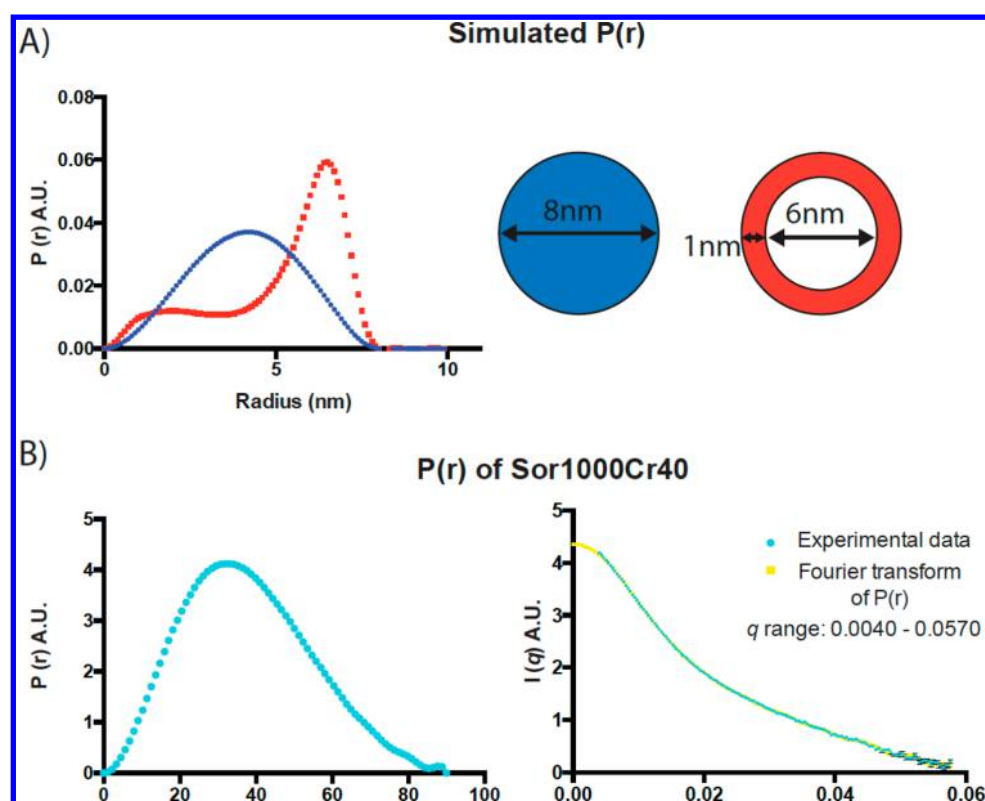 A)
Simulated P(r)
P (r) A.U.
0.08
0.06
0.04
0.02
0.00
0
5
10
Radius (nm)
8nm
6nm
1nm
B)
P(r) of Sor1000Cr40
P (r) A.U.
5
4
3
2
1
0
0
20
40
60
80
100
I (q) A.U.
5
4
3
2
1
0
0.00
0.02
0.04
0.06
Experimental data
Fourier transform
of P(r)
q range: 0.0040 - 0.0570